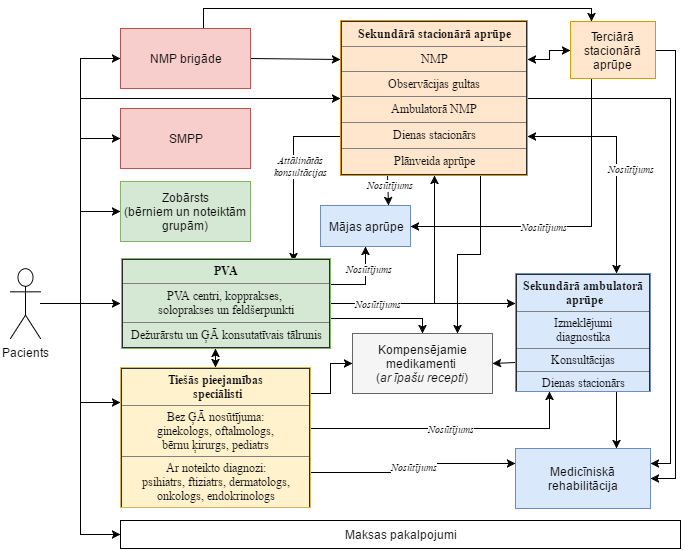 NMP brigāde
Sekundārā stacionārā aprūpe
NMP
Observācijas gultas
Ambulatorā NMP
Dienas stacionārs
Plānveida aprūpe
Terciārā
stacionārā
aprūpe
SMPP
Attālinātās
konsultācijas
Nosūtījums
Nosūtījums
Zobārsts
(bērniem un noteiktām
grupām)
Mājas aprūpe
Nosūtījums
PVA
PVA centri, kopprakses,
soloprakses un feldšerpunkti
Dežurārstu un ĢĀ konsutatīvais tālrunis
Nosūtījums
Nosūtījums
Sekundārā ambulatorā
aprūpe
Izmeklējumi
diagnostika
Konsultācijas
Dienas stacionārs
Pacients
Kompensējamie
medikamenti
(ar īpašu recepti)
Tiešās pieejamības
speciālisti
Bez ĢĀ nosūtījuma:
ginekologs, oftalmologs,
bērnu ķirurgs, pediatrs
Ar noteikto diagnozi:
psihiatrs, ftiziatrs, dermatologs,
onkologs, endokrinologs
Nosūtījums
Nosūtījums
Medicīniskā
rehabilitācija
Maksas pakalpojumi